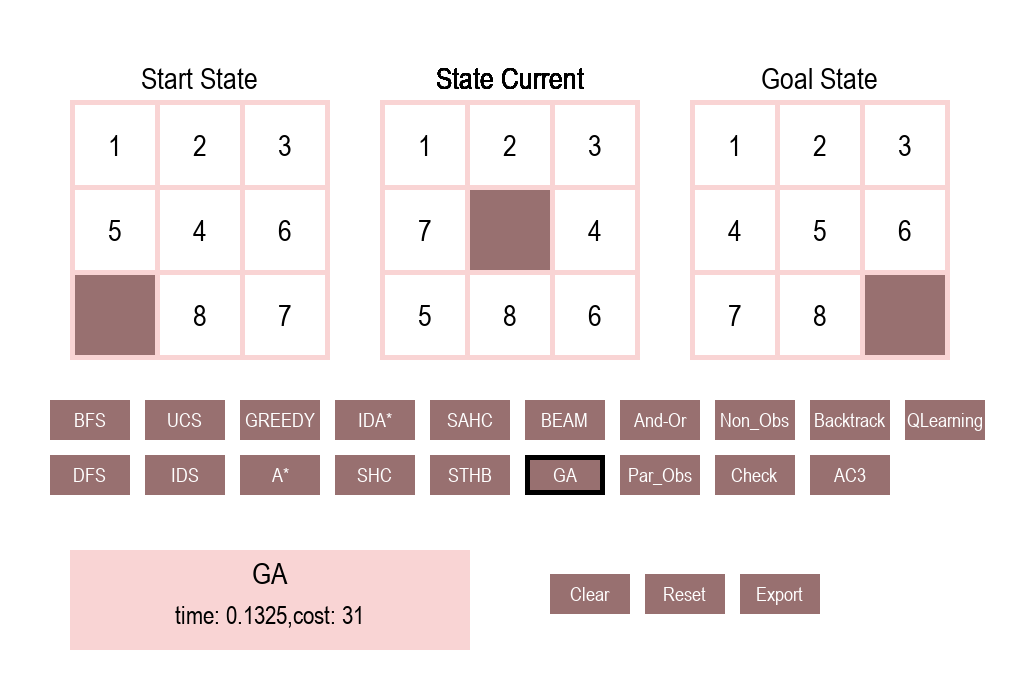 Start State State Current Goal State
1 2 3 1 2 3 1 2 3
5 4 6 7 4 4 5 6
8 7 5 8 6 7 8
BFS UCS GREEDY IDA* SAHC BEAM And-Or Non_Obs Backtrack QLearning
DFS IDS A* SHC STHB GA Par_Obs Check AC3
GA
time: 0.1325,cost: 31
Clear Reset Export